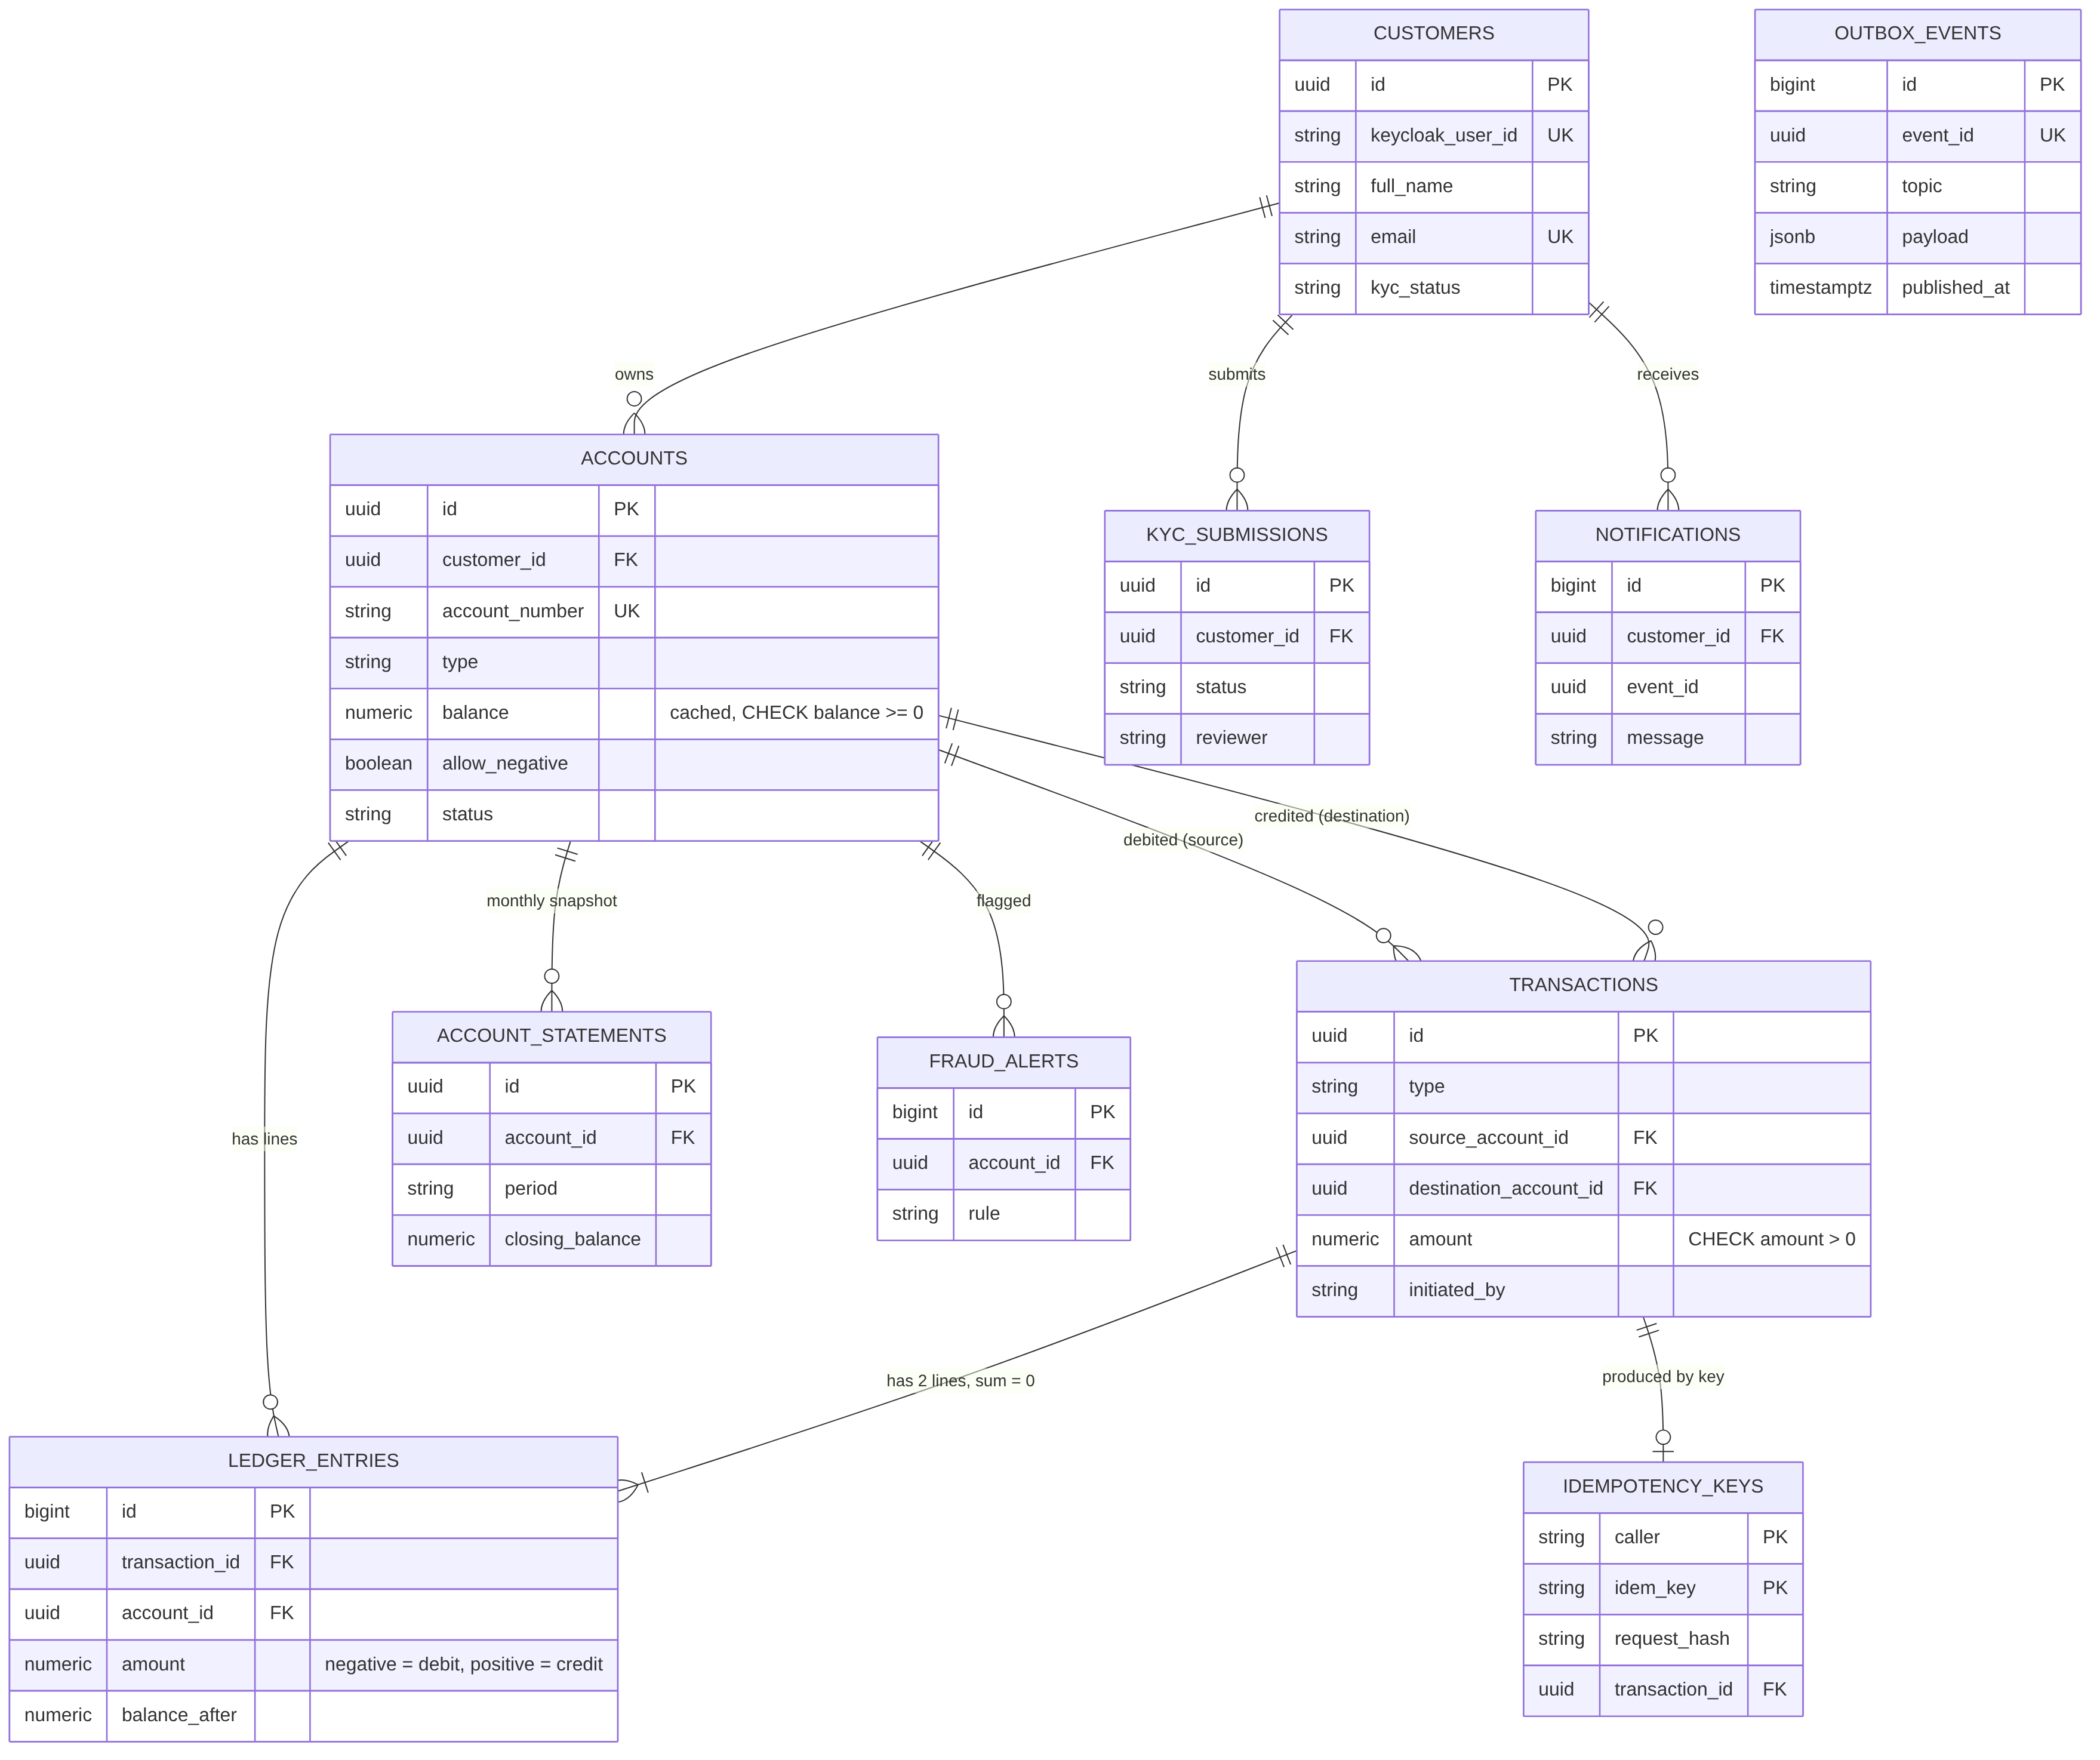 CUSTOMERS
uuid id PK
string keycloak_user_id UK
string full_name
string email UK
string kyc_status
OUTBOX_EVENTS
bigint id PK
uuid event_id UK
string topic
jsonb payload
timestamptz published_at
owns
submits
receives
ACCOUNTS
uuid id PK
uuid customer_id FK
string account_number UK
string type
numeric balance cached, CHECK balance >= 0
boolean allow_negative
string status
KYC_SUBMISSIONS
uuid id PK
uuid customer_id FK
string status
string reviewer
NOTIFICATIONS
bigint id PK
uuid customer_id FK
uuid event_id
string message
credited (destination)
debited (source)
monthly snapshot
flagged
has lines
ACCOUNT_STATEMENTS
uuid id PK
uuid account_id FK
string period
numeric closing_balance
FRAUD_ALERTS
bigint id PK
uuid account_id FK
string rule
TRANSACTIONS
uuid id PK
string type
uuid source_account_id FK
uuid destination_account_id FK
numeric amount CHECK amount > 0
string initiated_by
has 2 lines, sum = 0
produced by key
LEDGER_ENTRIES
bigint id PK
uuid transaction_id FK
uuid account_id FK
numeric amount negative = debit, positive = credit
numeric balance_after
IDEMPOTENCY_KEYS
string caller PK
string idem_key PK
string request_hash
uuid transaction_id FK